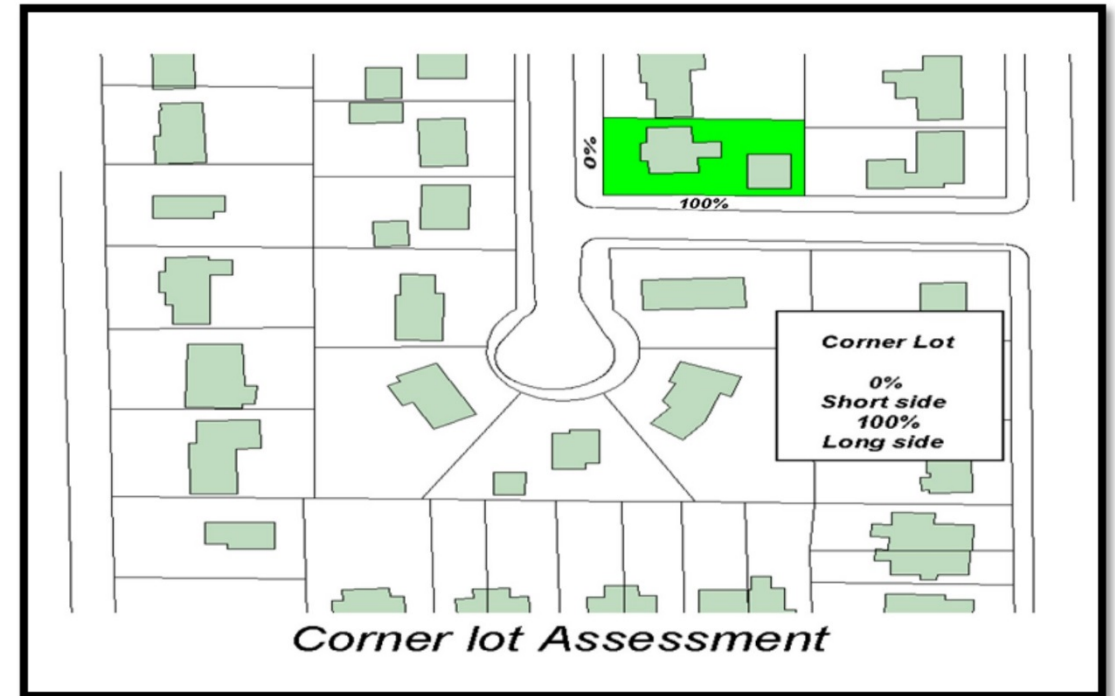 0%
100%
Corner Lot
0%
Short side
100%
Long side
Corner lot Assessment